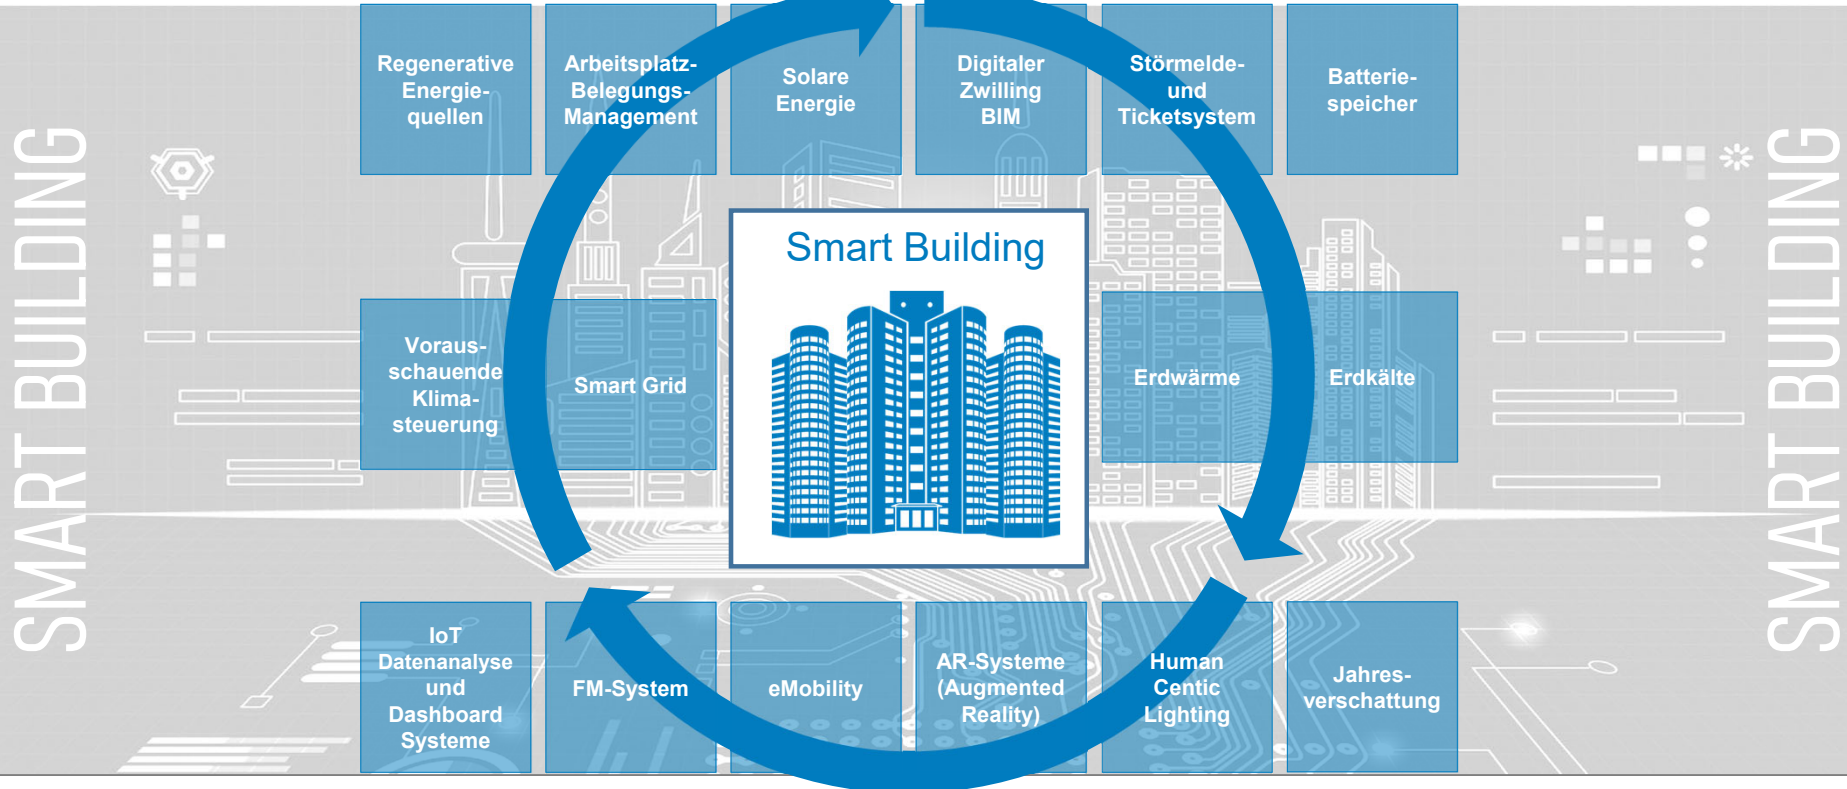 SMART BUILDING
Regenerative
Energie-
quellen
Arbeitsplatz-
Belegungs-
Management
Solare
Energie
Digitaler
Zwilling
BIM
Störmelde-
und
Ticketsystem
Batterie-
speicher
Smart Building
Voraus-
schauende
Klima-
steuerung
Smart Grid
Erdwärme
Erdkälte
IoT
Datenanalyse
und
Dashboard
Systeme
FM-System
eMobility
AR-Systeme
(Augmented
Reality)
Human
Centic
Lighting
Jahres-
verschattung
SMART BUILDING